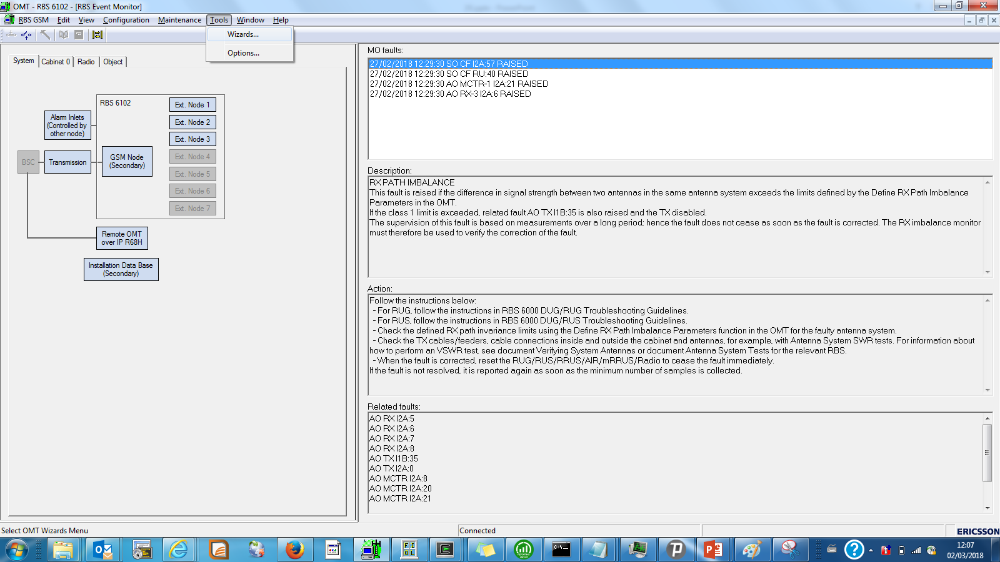 OMT - RBS 6102 - [RBS Event Monitor]
RBS GSM Edit View Configuration Maintenance Tools Window Help
Wizards...
Options...
System Cabinet 0 Radio Object
RBS 6102
Alarm Inlets
(Controlled by
other node)
BSC
Transmission
GSM Node
(Secondary)
Ext. Node 1
Ext. Node 2
Ext. Node 3
Ext. Node 4
Ext. Node 5
Ext. Node 6
Ext. Node 7
Remote OMT
over IP R68H
Installation Data Base
(Secondary)
MO faults:
27/02/2018 12:29:30 SO CF I2A:57 RAISED
27/02/2018 12:29:30 SO CF RU:40 RAISED
27/02/2018 12:29:30 AO MCTR-1 I2A:21 RAISED
27/02/2018 12:29:30 AO RX-3 I2A:6 RAISED
Description:
RX PATH IMBALANCE
This fault is raised if the difference in signal strength between two antennas in the same antenna system exceeds the limits defined by the Define RX Path Imbalance
Parameters in the OMT.
If the class 1 limit is exceeded, related fault AO TX I1B:35 is also raised and the TX disabled.
The supervision of this fault is based on measurements over a long period; hence the fault does not cease as soon as the fault is corrected. The RX imbalance monitor
must therefore be used to verify the correction of the fault.
Action:
Follow the instructions below:
- For RUG, follow the instructions in RBS 6000 DUG/RUG Troubleshooting Guidelines.
- For RUS, follow the instructions in RBS 6000 DUG/RUS Troubleshooting Guidelines.
- Check the defined RX path invariance limits using the Define RX Path Imbalance Parameters function in the OMT for the faulty antenna system.
- Check the TX cables/feeders, cable connections inside and outside the cabinet and antennas, for example, with Antenna System SWR tests. For information about
how to perform an VSWR test, see document Verifying System Antennas or document Antenna System Tests for the relevant RBS.
- When the fault is corrected, reset the RUG/RUS/RRUS/AIR/mRRUS/Radio to cease the fault immediately.
If the fault is not resolved, it is reported again as soon as the minimum number of samples is collected.
Related faults:
AO RX I2A:5
AO RX I2A:6
AO RX I2A:7
AO RX I2A:8
AO TX I1B:35
AO TX I2A:0
AO MCTR I2A:8
AO MCTR I2A:20
AO MCTR I2A:21
Select OMT Wizards Menu
Connected
ERICSSON
12:07
02/03/2018